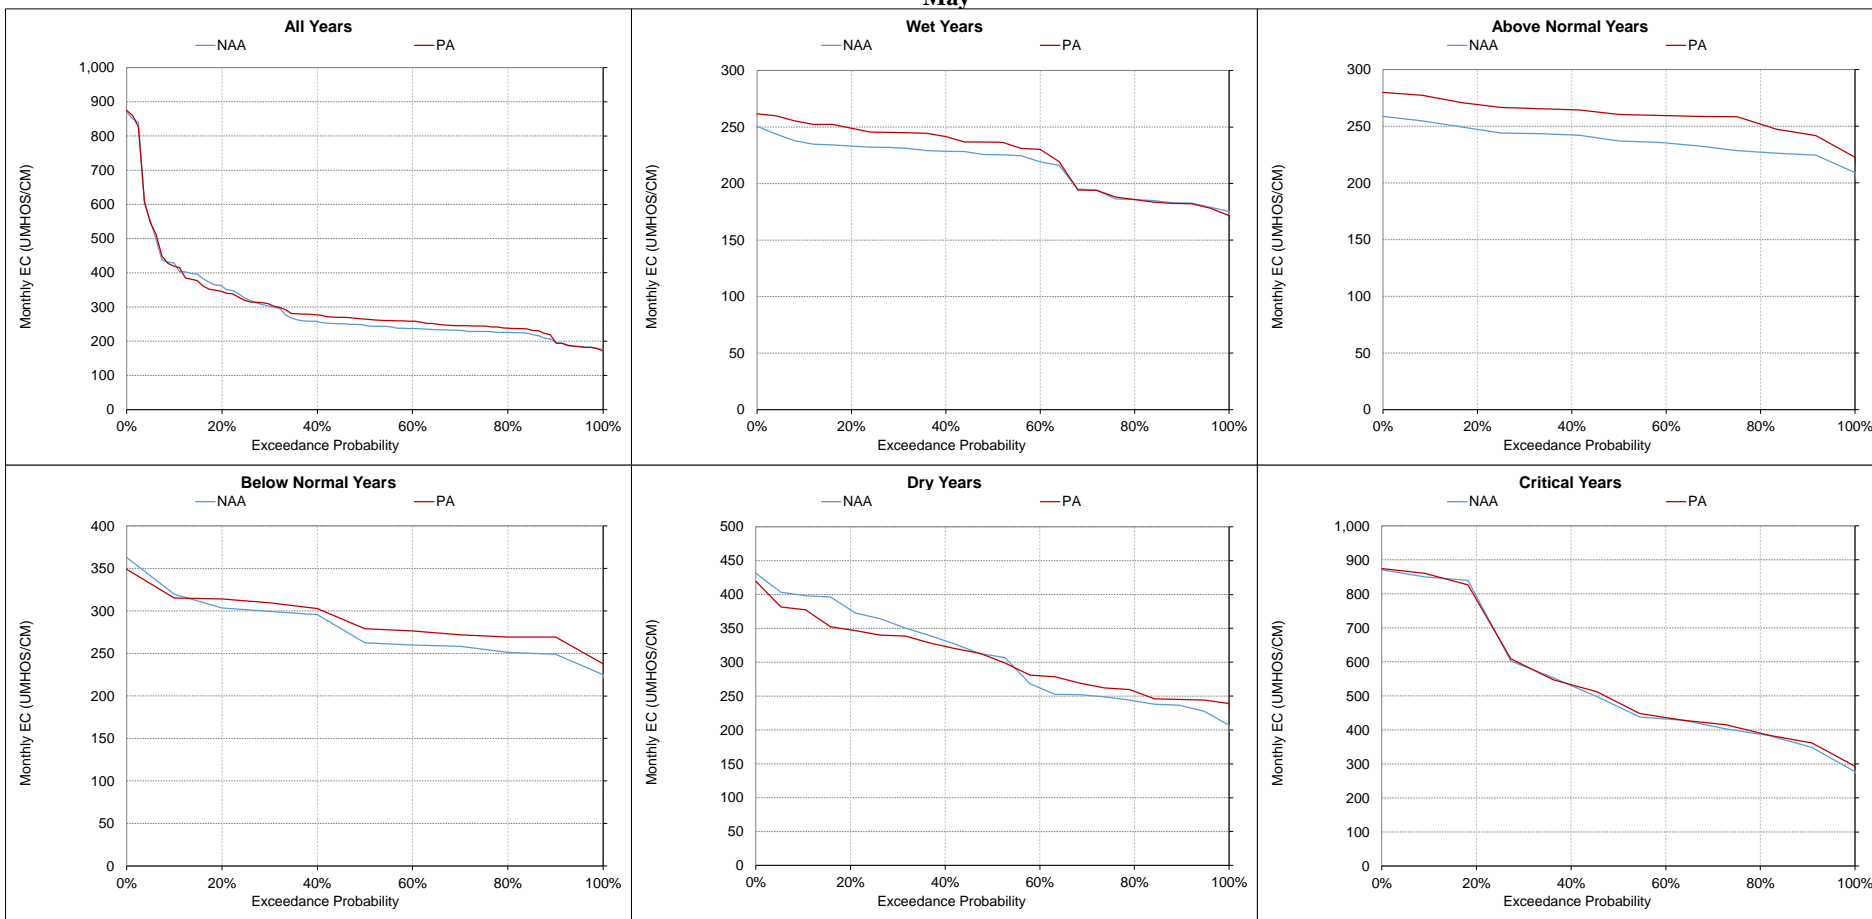 May
All Years
NAA PA
1,000
900
800
700
600
500
400
300
200
100
0
Monthly EC (UMHOS/CM)
0% 20% 40% 60% 80% 100%
Exceedance Probability
Wet Years
NAA PA
300
250
200
150
100
50
0
Monthly EC (UMHOS/CM)
0% 20% 40% 60% 80% 100%
Exceedance Probability
Above Normal Years
NAA PA
300
250
200
150
100
50
0
Monthly EC (UMHOS/CM)
0% 20% 40% 60% 80% 100%
Exceedance Probability
Below Normal Years
NAA PA
400
350
300
250
200
150
100
50
0
Monthly EC (UMHOS/CM)
0% 20% 40% 60% 80% 100%
Exceedance Probability
Dry Years
NAA PA
500
450
400
350
300
250
200
150
100
50
0
Monthly EC (UMHOS/CM)
0% 20% 40% 60% 80% 100%
Exceedance Probability
Critical Years
NAA PA
1,000
900
800
700
600
500
400
300
200
100
0
Monthly EC (UMHOS/CM)
0% 20% 40% 60% 80% 100%
Exceedance Probability